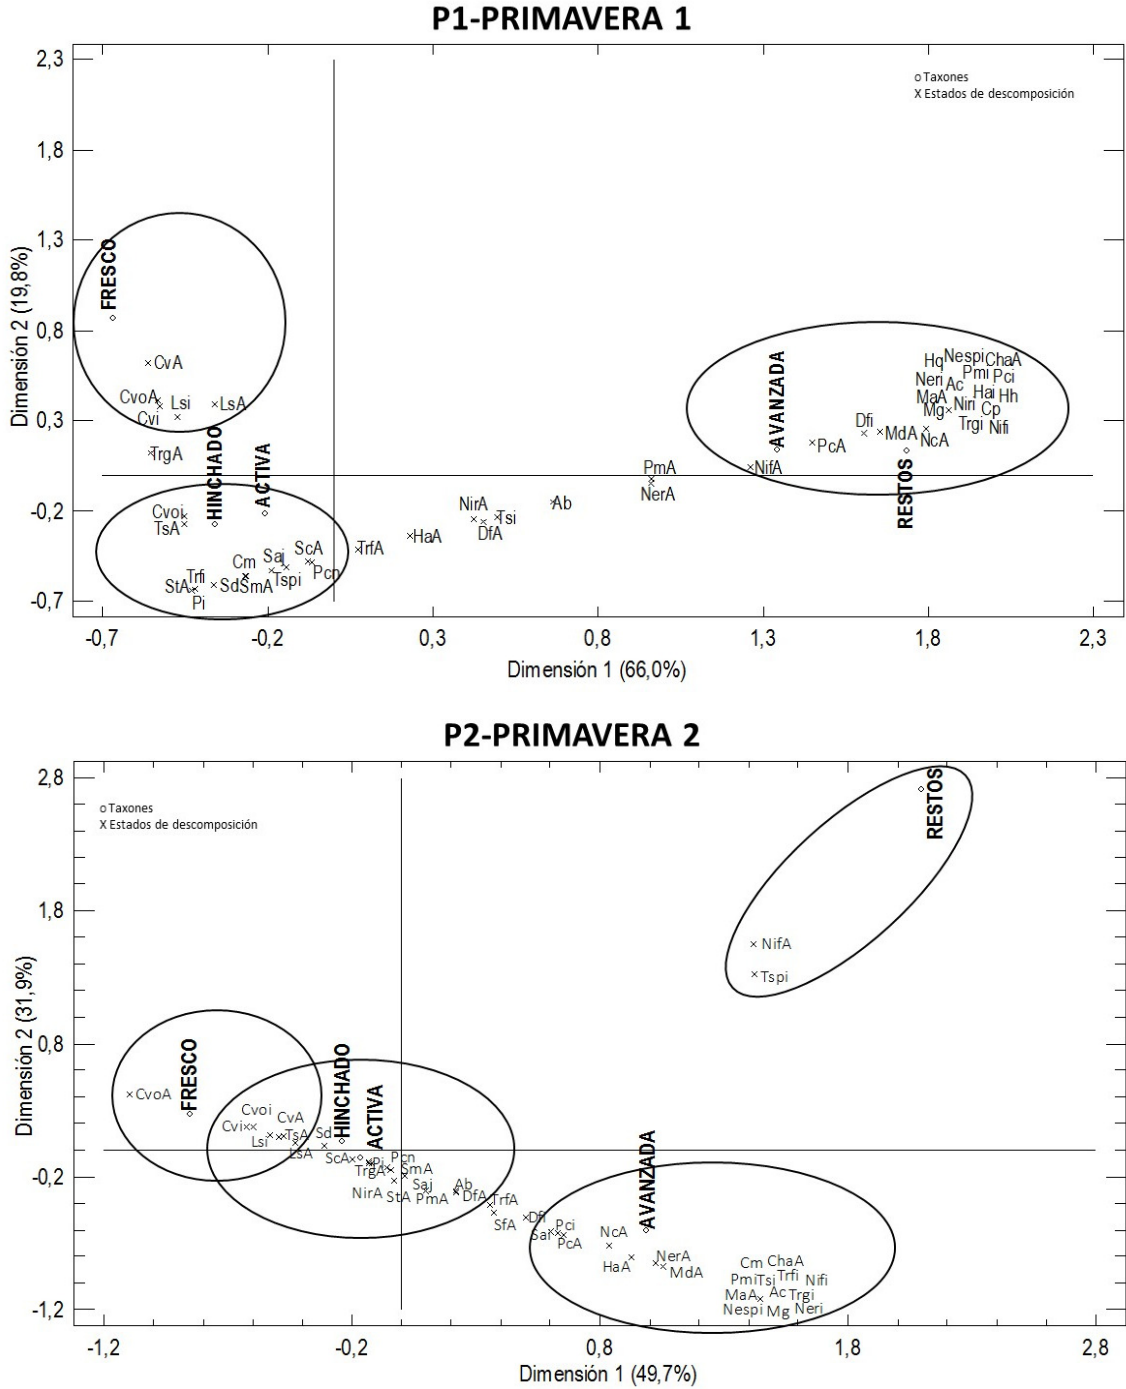 P1-PRIMAVERA 1
2,3
o Taxones
X Estados de descomposición
1,8
1,3
FRESCO
Dimensión 2 (19,8%)
0,8
CvA
CvoA
Lsi
LsA
Cvi
0,3
TrgA
HINCHADO
ACTIVA
AVANZADA
Hq
Nespi
ChaA
Neri
Pmi
Pci
Ac
MaA
Hai
Hh
Mg
Niri
Cp
Dfi
Trgi
Nifi
PcA
MdA
NcA
PmA
NifA
RESTOS
NerA
-0,2
Cvoi
TsA
NirA
Tsi
Ab
DfA
HaA
TrfA
ScA
Saj
Cm
Pcn
Trfi
Tspi
StA
Sd
SmA
Pi
-0,7
-0,7
-0,2
0,3
0,8
1,3
1,8
2,3
Dimensión 1 (66,0%)
P2-PRIMAVERA 2
2,8
RESTOS
o Taxones
X Estados de descomposición
1,8
NifA
Tspi
Dimensión 2 (31,9%)
0,8
FRESCO
HINCHADO
ACTIVA
CvoA
Cvoi
CvA
Cvi
TsA
Sd
Lsi
LsA
ScA
Pi
Pcn
TrgA
SmA
-0,2
Saj
Ab
NirA
StA
PmA
DfA
TrfA
AVANZADA
SfA
Dfi
Pci
Sai
PcA
NcA
HaA
NerA
MdA
Cm
ChaA
Pmi
Tsi
Trfi
Nifi
MaA
Ac
Trgi
Nespi
Mg
Neri
-1,2
-1,2
-0,2
0,8
1,8
2,8
Dimensión 1 (49,7%)